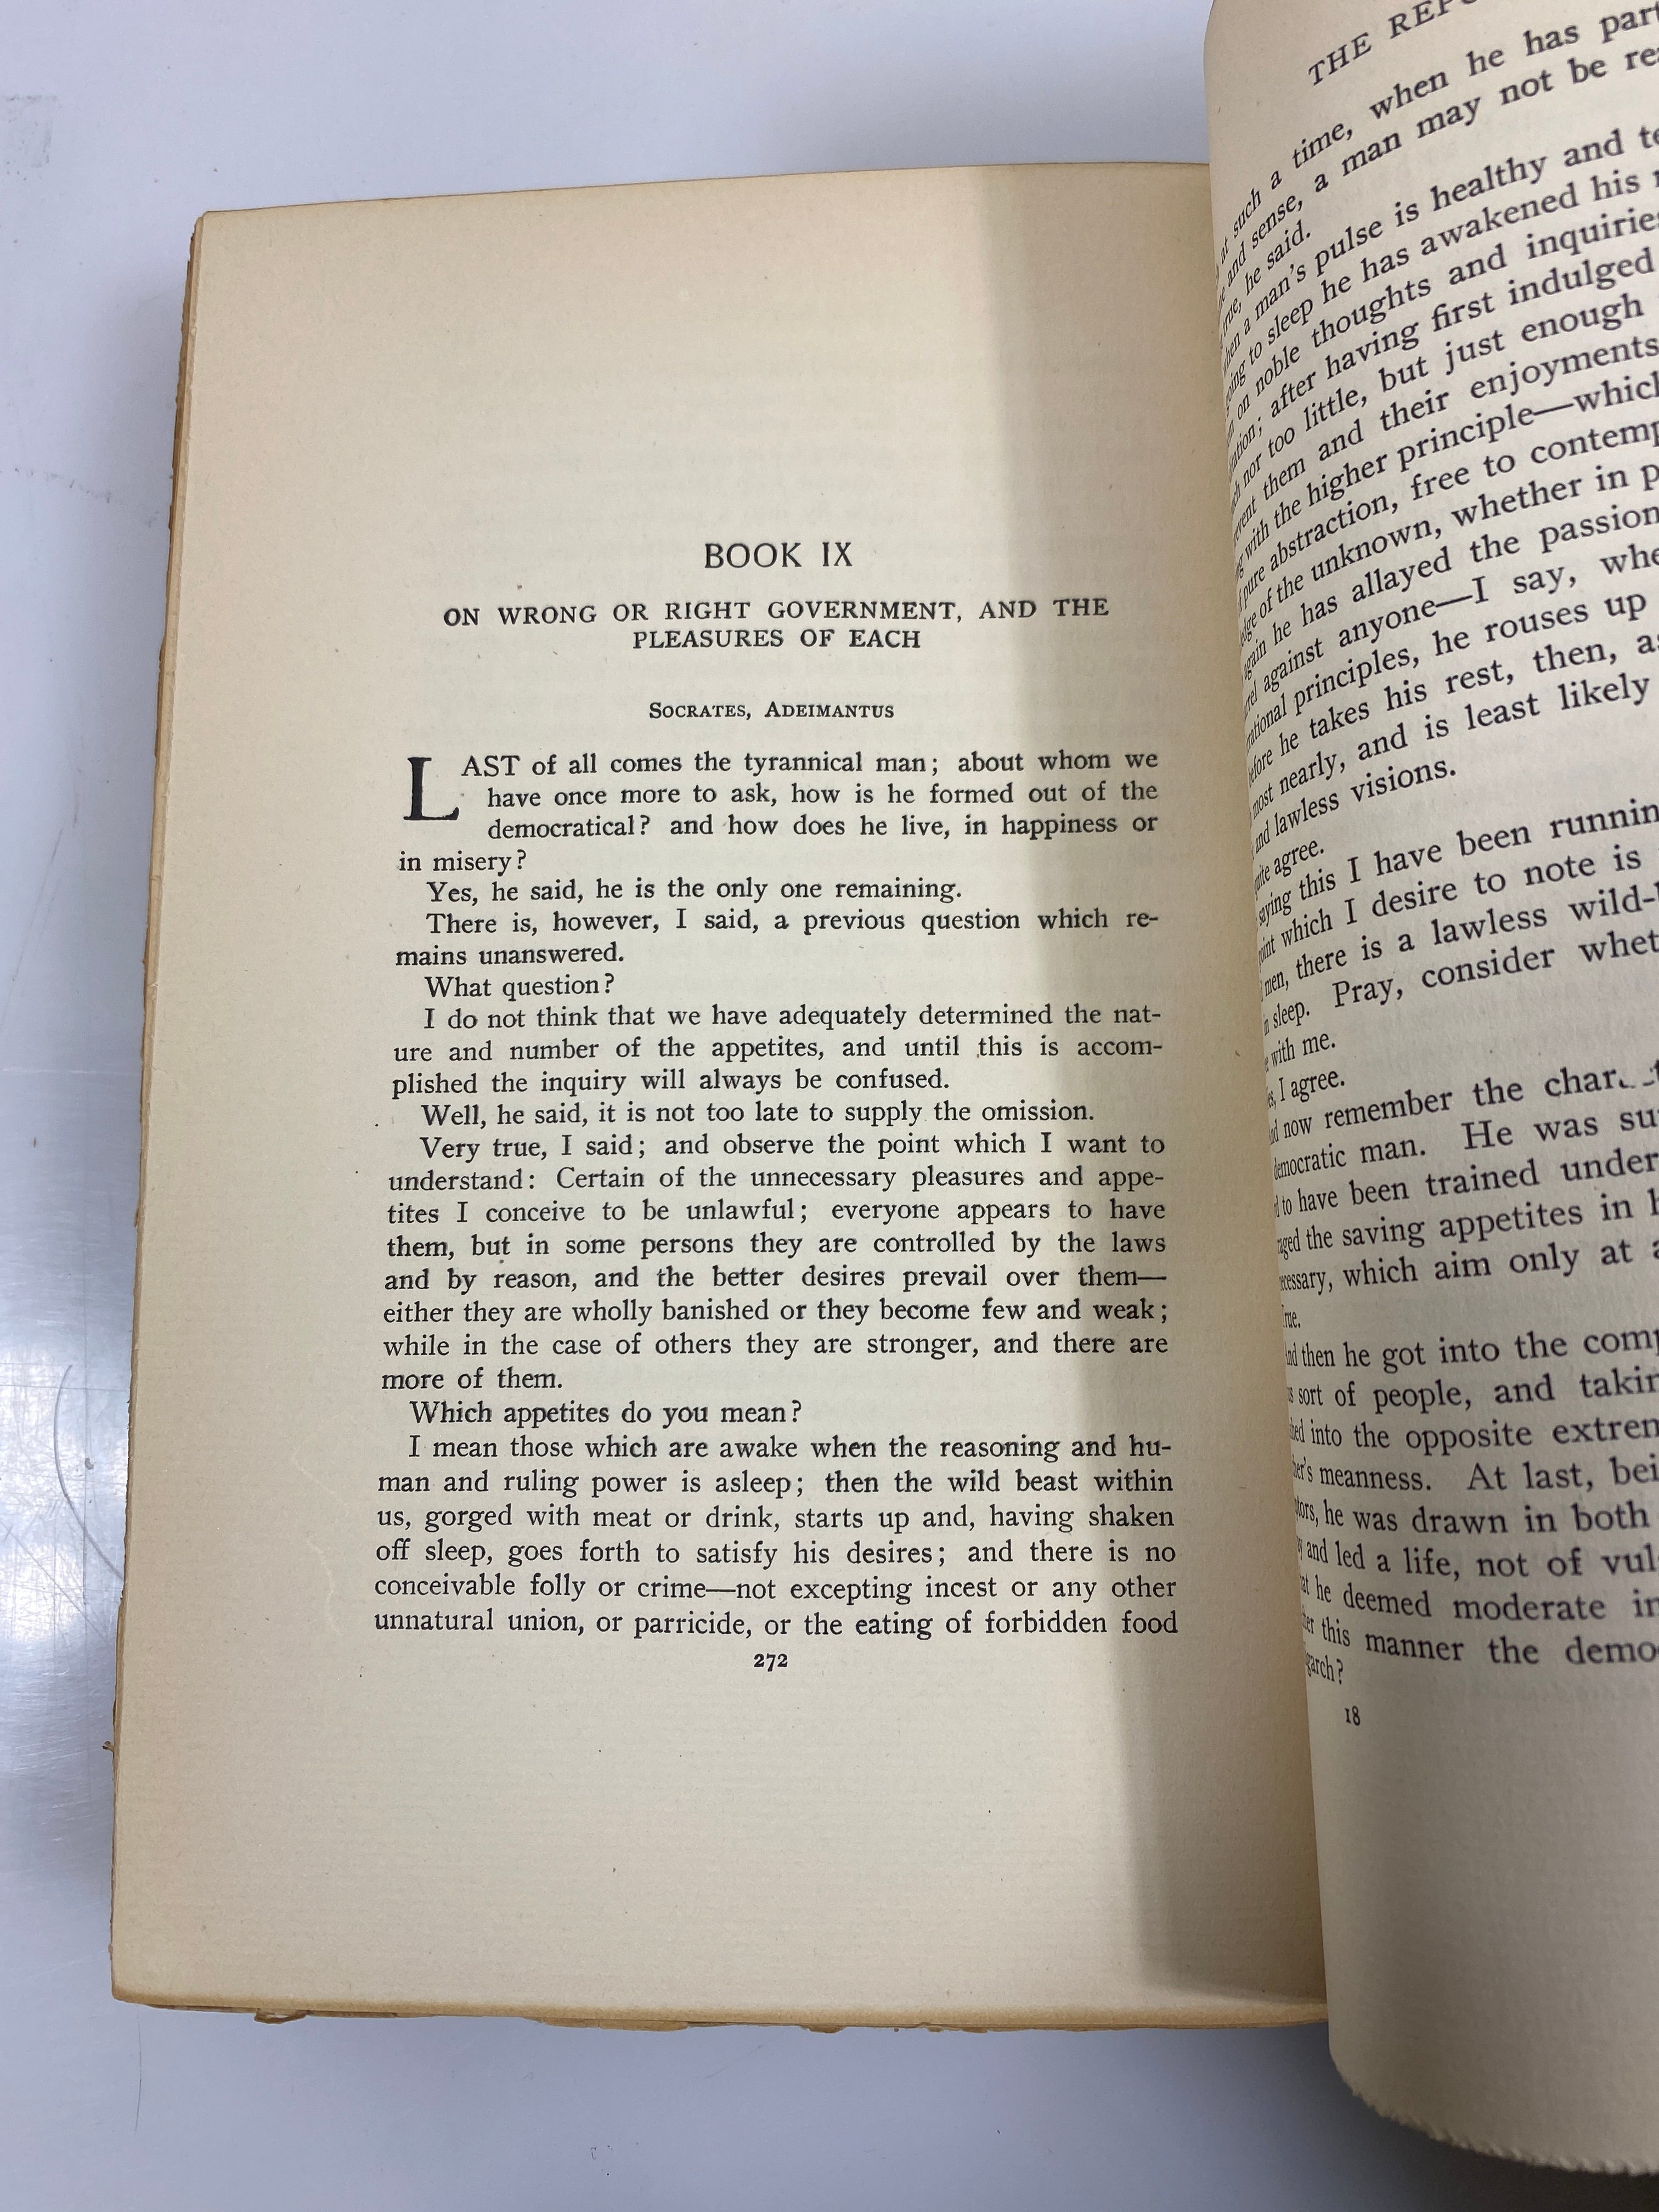 BOOK IX
ON WRONG OR RIGHT GOVERNMENT, AND THE
PLEASURES OF EACH
SOCRATES, ADEIMANTUS
LAST of all comes the tyrannical man; about whom we
have once more to ask, how is he formed out of the
democratical? and how does he live, in happiness or
in misery?
Yes, he said, he is the only one remaining.
There is, however, I said, a previous question which re-
mains unanswered.
What question?
I do not think that we have adequately determined the nat-
ure and number of the appetites, and until this is accom-
plished the inquiry will always be confused.
Well, he said, it is not too late to supply the omission.
Very true, I said; and observe the point which I want to
understand: Certain of the unnecessary pleasures and appe-
tites I conceive to be unlawful; everyone appears to have
them, but in some persons they are controlled by the laws
and by reason, and the better desires prevail over them—
either they are wholly banished or they become few and weak;
while in the case of others they are stronger, and there are
more of them.
Which appetites do you mean?
I mean those which are awake when the reasoning and hu-
man and ruling power is asleep; then the wild beast within
us, gorged with meat or drink, starts up and, having shaken
off sleep, goes forth to satisfy his desires; and there is no
conceivable folly or crime—not excepting incest or any other
unnatural union, or parricide, or the eating of forbidden food
272
THE
at such a time, when he has
and sense, a man may not be
he said.
a man's pulse is healthy and
to sleep he has awakened his
on noble thoughts and inquiries
after having first indulged
nor too little, but just enough
them and their enjoyments
with the higher principle—which
pure abstraction, free to
of the unknown, whether in
again he has allayed the
against anyone—I say,
principles, he rouses up
he takes his rest, then,
most nearly, and is least likely
and lawless visions.
agree.
saying this I have been
which I desire to note is
men, there is a lawless
sleep. Pray, consider
with me.
I agree.
now remember the
man. He was
to have been trained under
the saving appetites in
which aim only at

then he got into the
sort of people, and
into the opposite
meanness. At last,
he was drawn in both
and led a life, not of
he deemed moderate
this manner the

18